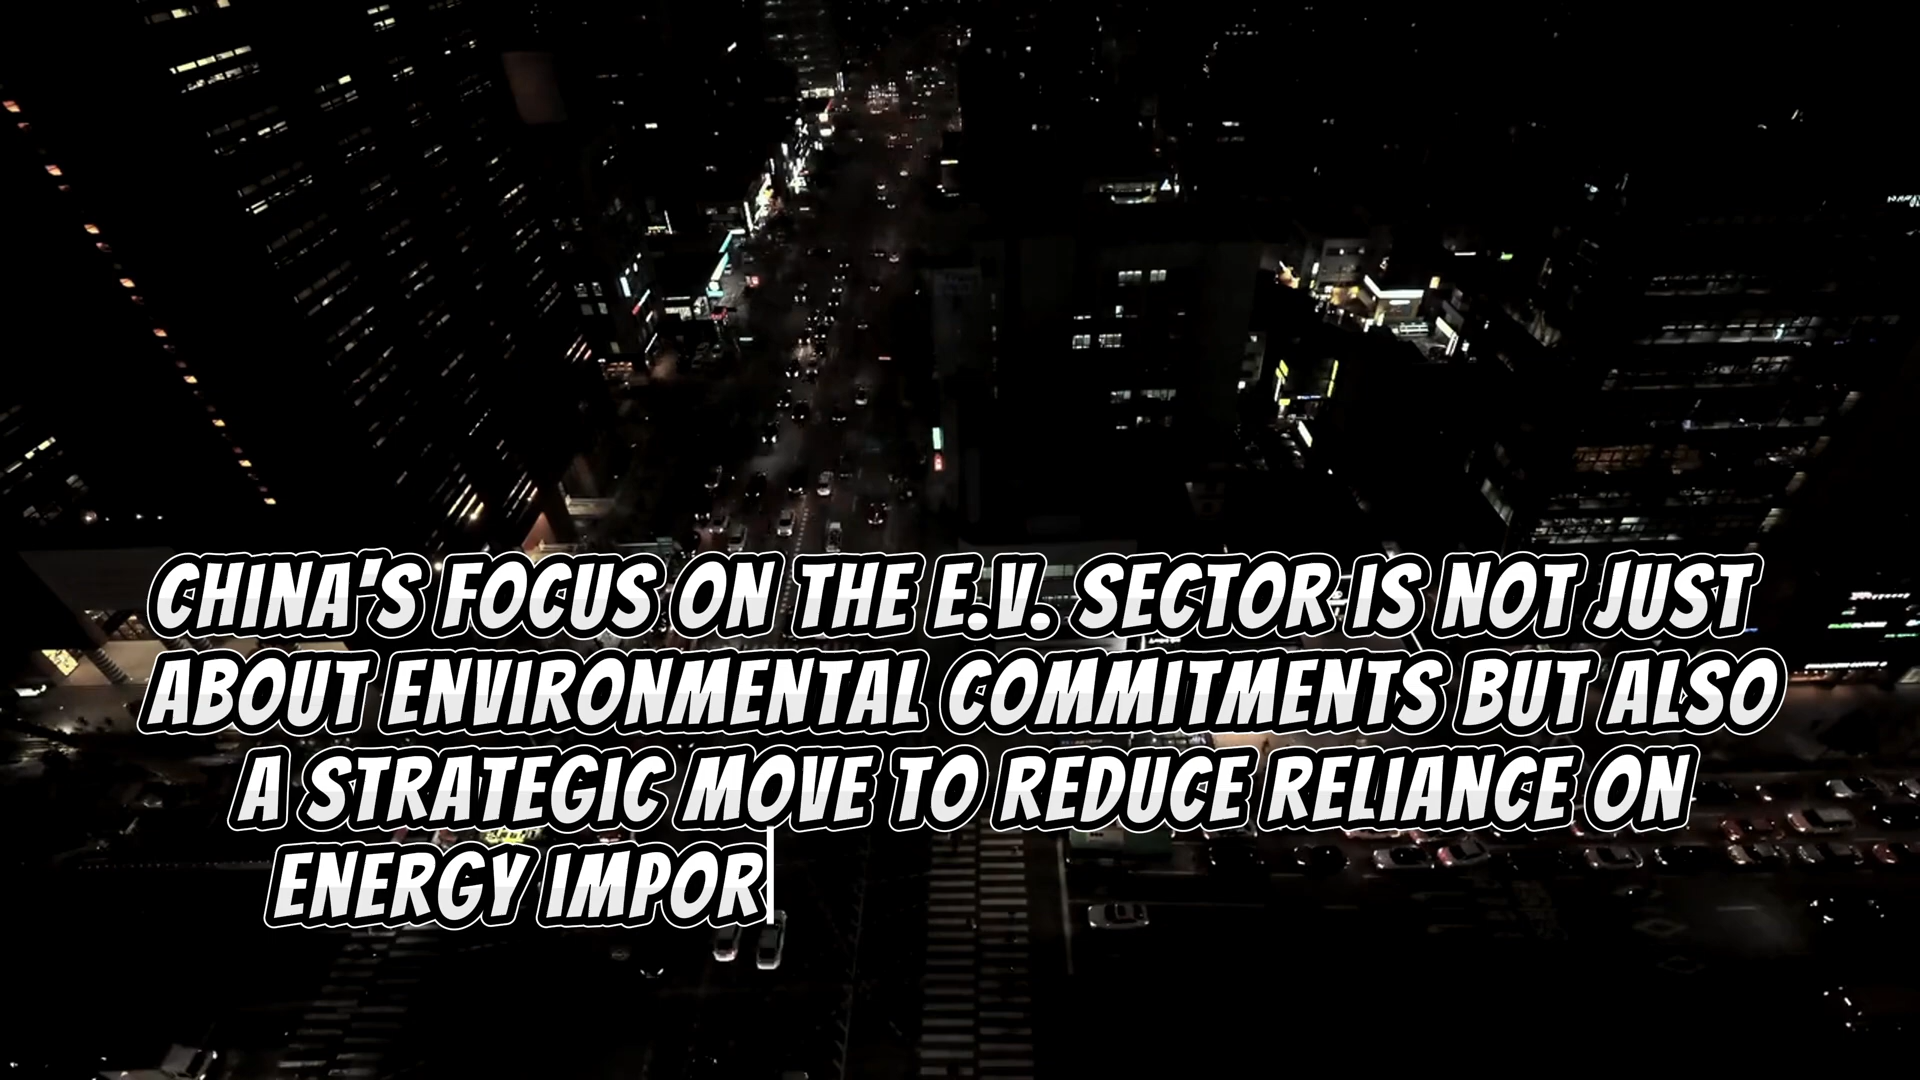 CHINA'S FOCUS ON THE E.V. SECTOR IS NOT JUST
ABOUT ENVIRONMENTAL COMMITMENTS BUT ALSO
A STRATEGIC MOVE TO REDUCE RELIANCE ON
ENERGY IMPOR